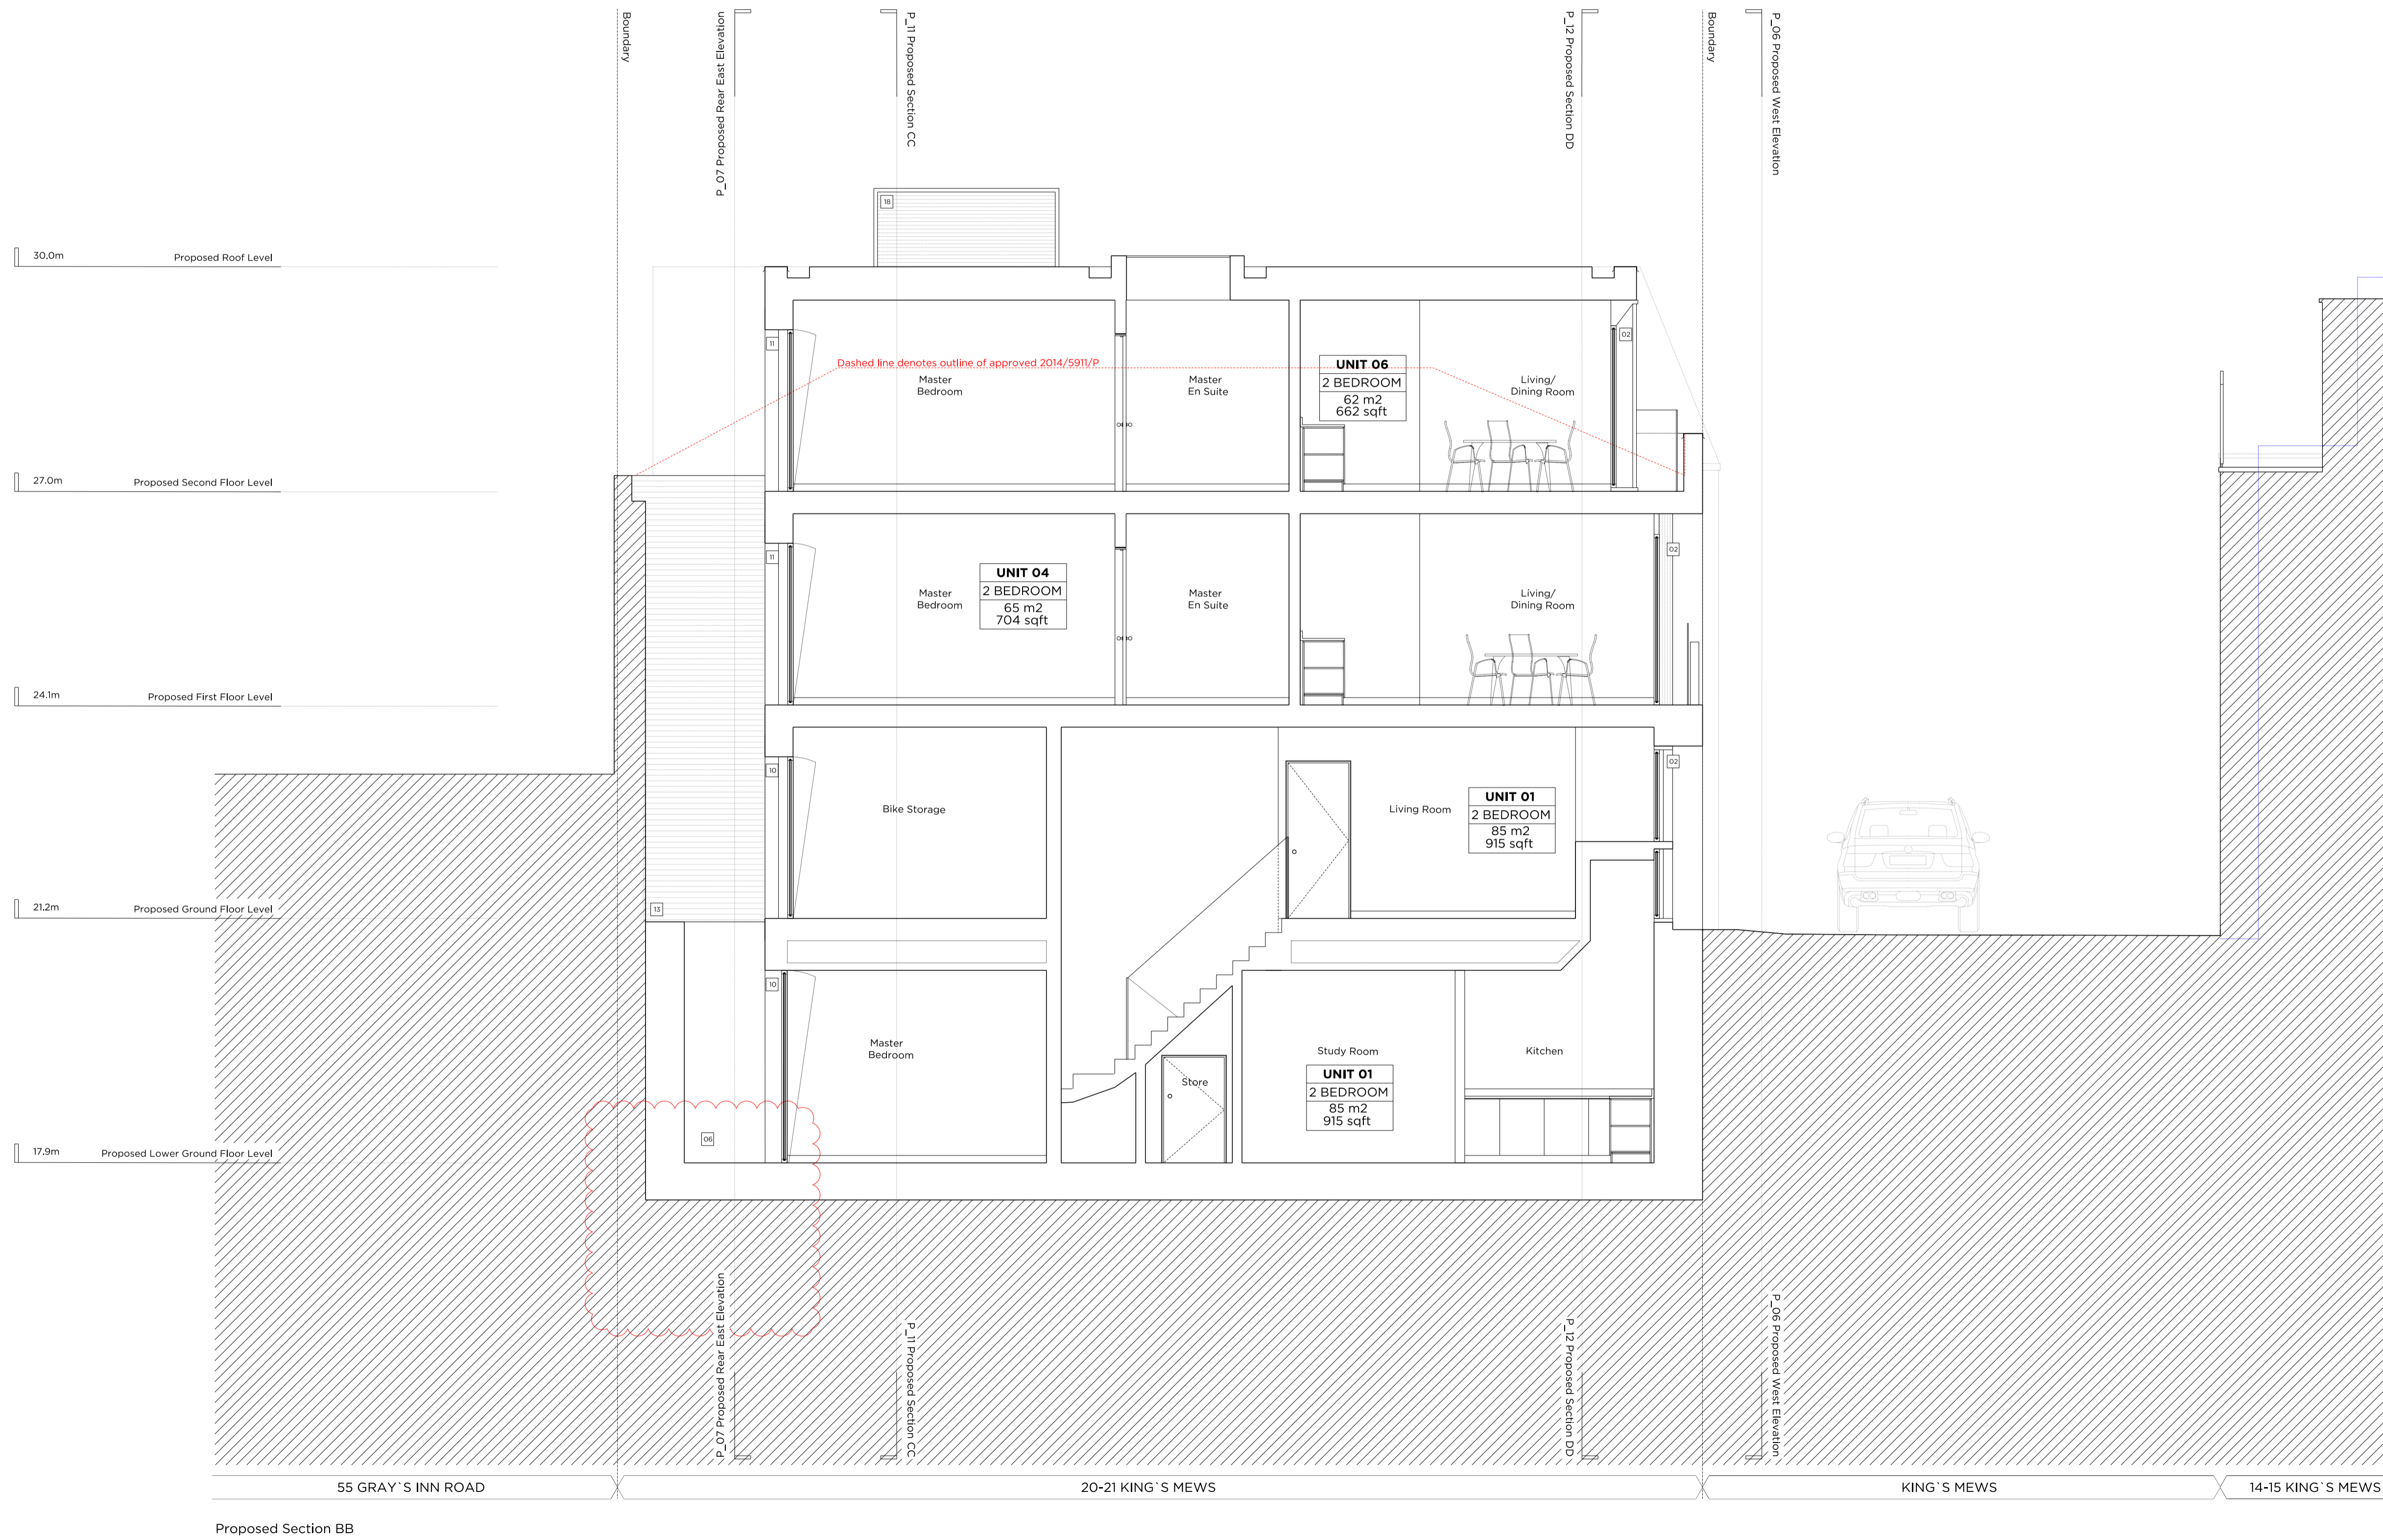 Boundary
P_07 Proposed Rear East Elevation
P_11 Proposed Section CC
P_12 Proposed Section DD
Boundary
P_06 Proposed West Elevation
18
30.0m Proposed Roof Level
11
02
Dashed line denotes outline of approved 2014/5911/P
Master
Bedroom
Master
En Suite
UNIT 06
2 BEDROOM
62 m2
662 sqft
Living/
Dining Room
27.0m Proposed Second Floor Level
11
02
Master
Bedroom
UNIT 04
2 BEDROOM
65 m2
704 sqft
Master
En Suite
Living/
Dining Room
24.1m Proposed First Floor Level
10
02
Bike Storage
Living Room
UNIT 01
2 BEDROOM
85 m2
915 sqft
21.2m Proposed Ground Floor Level
13
10
Master
Bedroom
Store
Study Room
UNIT 01
2 BEDROOM
85 m2
915 sqft
Kitchen
06
17.9m Proposed Lower Ground Floor Level
P_07 Proposed Rear East Elevation
P_11 Proposed Section CC
P_12 Proposed Section DD
P_06 Proposed West Elevation
55 GRAY`S INN ROAD
20-21 KING`S MEWS
KING`S MEWS
14-15 KING`S MEWS
Proposed Section BB